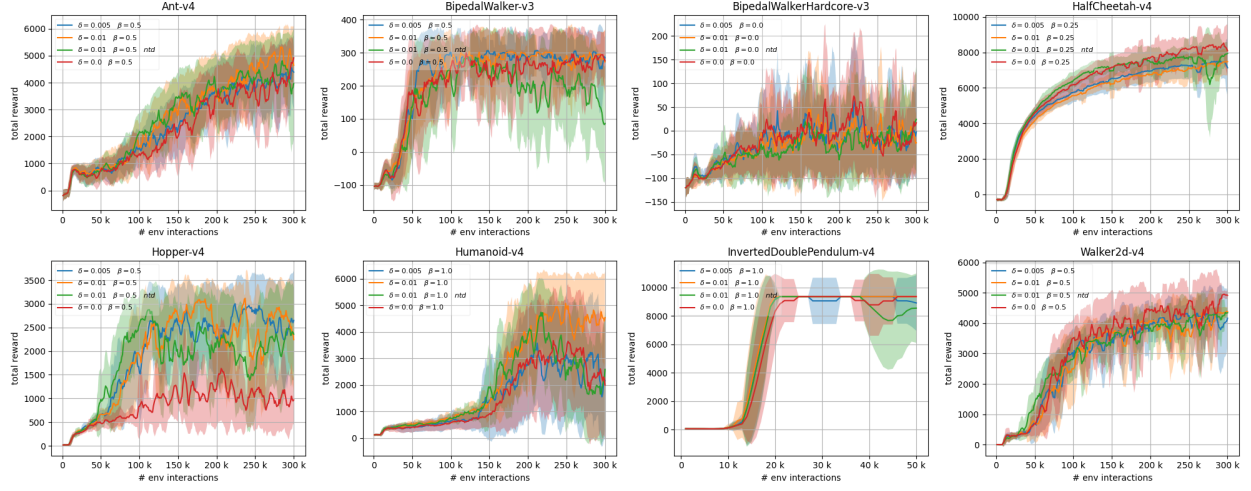 Ant-v4
δ = 0.005 β = 0.5
δ = 0.01 β = 0.5
δ = 0.01 β = 0.5 ntd
δ = 0.0 β = 0.5
total reward
6000
5000
4000
3000
2000
1000
0
0 50 k 100 k 150 k 200 k 250 k 300 k
# env interactions
BipedalWalker-v3
δ = 0.005 β = 0.5
δ = 0.01 β = 0.5
δ = 0.01 β = 0.5 ntd
δ = 0.0 β = 0.5
total reward
400
300
200
100
0
−100
0 50 k 100 k 150 k 200 k 250 k 300 k
# env interactions
BipedalWalkerHardcore-v3
δ = 0.005 β = 0.0
δ = 0.01 β = 0.0
δ = 0.01 β = 0.0 ntd
δ = 0.0 β = 0.0
total reward
200
150
100
50
0
−50
−100
−150
0 50 k 100 k 150 k 200 k 250 k 300 k
# env interactions
HalfCheetah-v4
δ = 0.005 β = 0.25
δ = 0.01 β = 0.25
δ = 0.01 β = 0.25 ntd
δ = 0.0 β = 0.25
total reward
10000
8000
6000
4000
2000
0
0 50 k 100 k 150 k 200 k 250 k 300 k
# env interactions
Hopper-v4
δ = 0.005 β = 0.5
δ = 0.01 β = 0.5
δ = 0.01 β = 0.5 ntd
δ = 0.0 β = 0.5
total reward
3500
3000
2500
2000
1500
1000
500
0
0 50 k 100 k 150 k 200 k 250 k 300 k
# env interactions
Humanoid-v4
δ = 0.005 β = 1.0
δ = 0.01 β = 1.0
δ = 0.01 β = 1.0 ntd
δ = 0.0 β = 1.0
total reward
6000
5000
4000
3000
2000
1000
0
0 50 k 100 k 150 k 200 k 250 k 300 k
# env interactions
InvertedDoublePendulum-v4
δ = 0.005 β = 1.0
δ = 0.01 β = 1.0
δ = 0.01 β = 1.0 ntd
δ = 0.0 β = 1.0
total reward
10000
8000
6000
4000
2000
0
0 10 k 20 k 30 k 40 k 50 k
# env interactions
Walker2d-v4
δ = 0.005 β = 0.5
δ = 0.01 β = 0.5
δ = 0.01 β = 0.5 ntd
δ = 0.0 β = 0.5
total reward
6000
5000
4000
3000
2000
1000
0
0 50 k 100 k 150 k 200 k 250 k 300 k
# env interactions